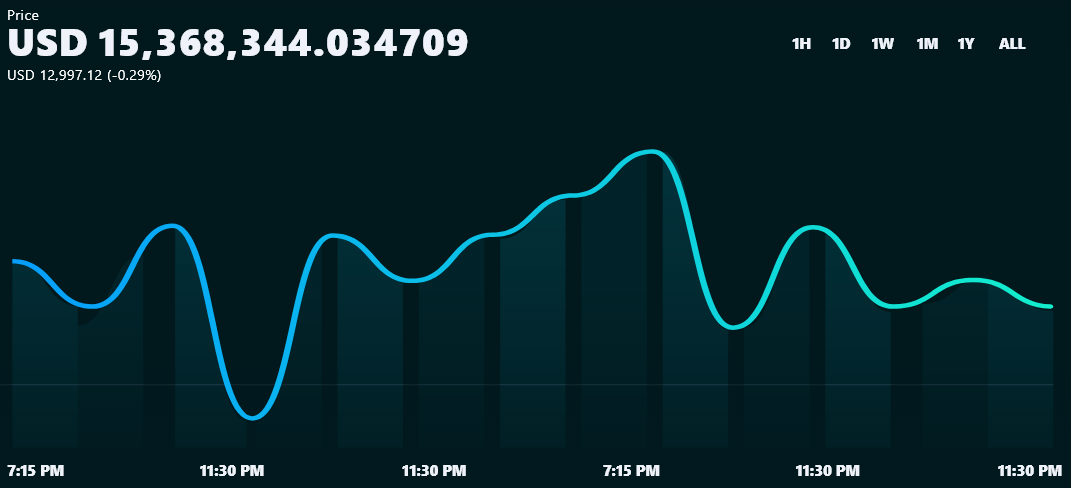 Price
USD 15,368,344.034709
USD 12,997.12 (-0.29%)
1H 1D 1W 1M 1Y ALL
7:15 PM 11:30 PM 11:30 PM 7:15 PM 11:30 PM 11:30 PM